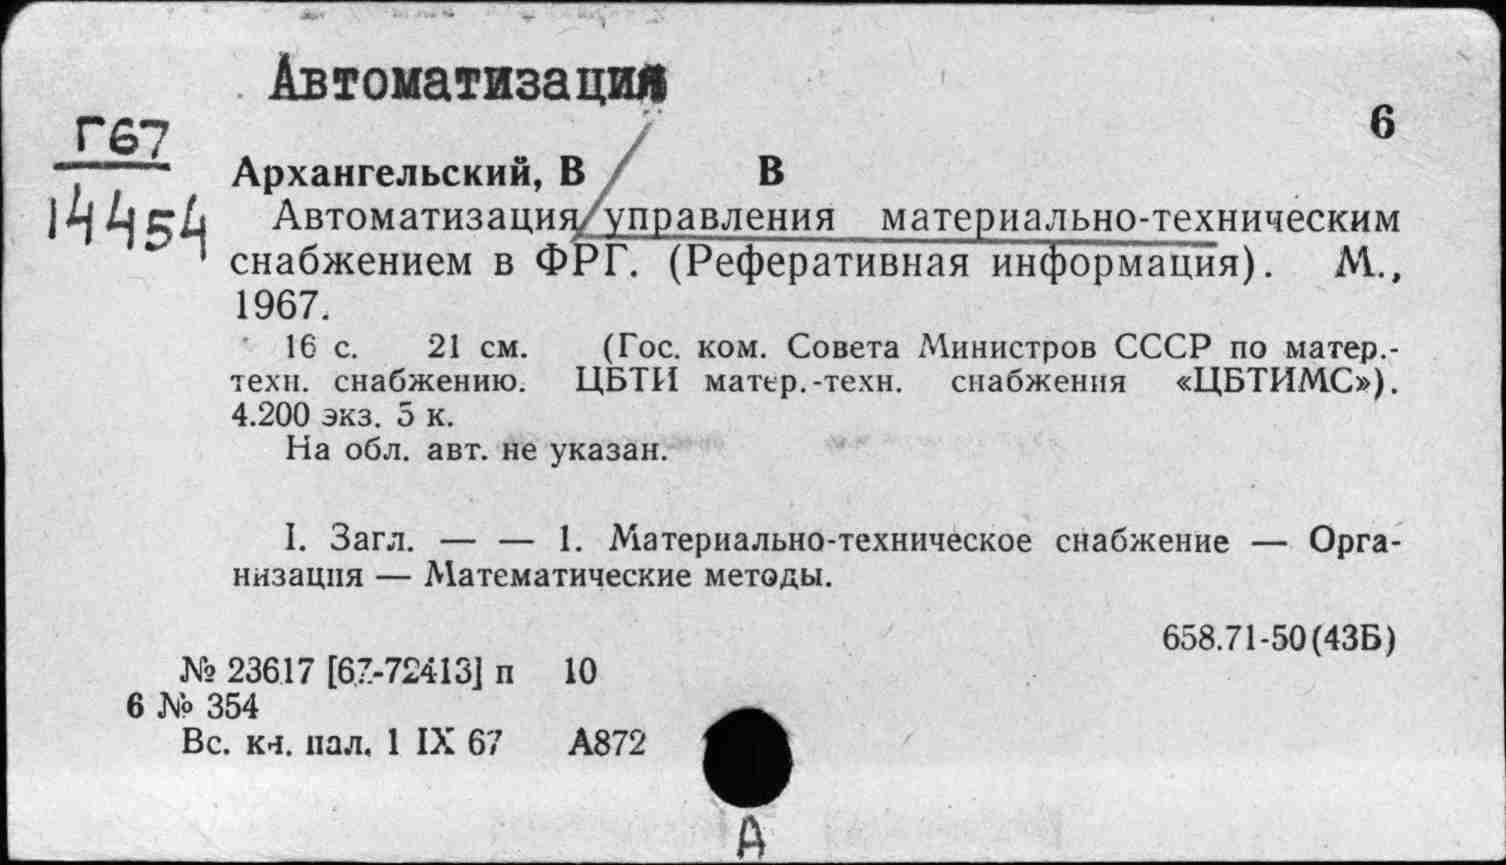 Автоматизация
Г67
14454
6
Архангельский, В В
Автоматизация управления материально-техническим
снабжением в ФРГ. (Реферативная информация). М.,
1967.
16 с. 21 см. (Гос. ком. Совета Министров СССР по матер.-
техн. снабжению. ЦБТИ матер.-техн. снабжения «ЦБТИМС»).
4.200 экз. 5 к.
На обл. авт. не указан.
I. Загл. — — 1. Материально-техническое снабжение — Орга-
низация — Математические методы.
658.71-50(43Б)
№ 23617 [67-72413] п 10
6 № 354
Вс. кн. пал. 1 IX 67 А872
А